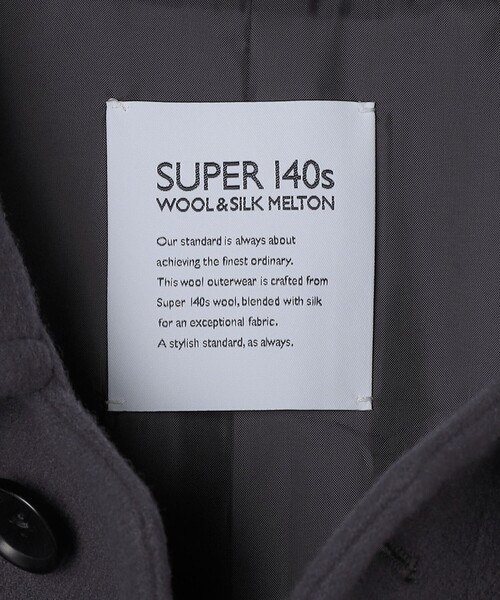 SUPER 140s
WOOL & SILK MELTON
Our standard is always about
achieving the finest ordinary.
This wool outerwear is crafted from
Super 140s wool, blended with silk
for an exceptional fabric.
A stylish standard, as always.